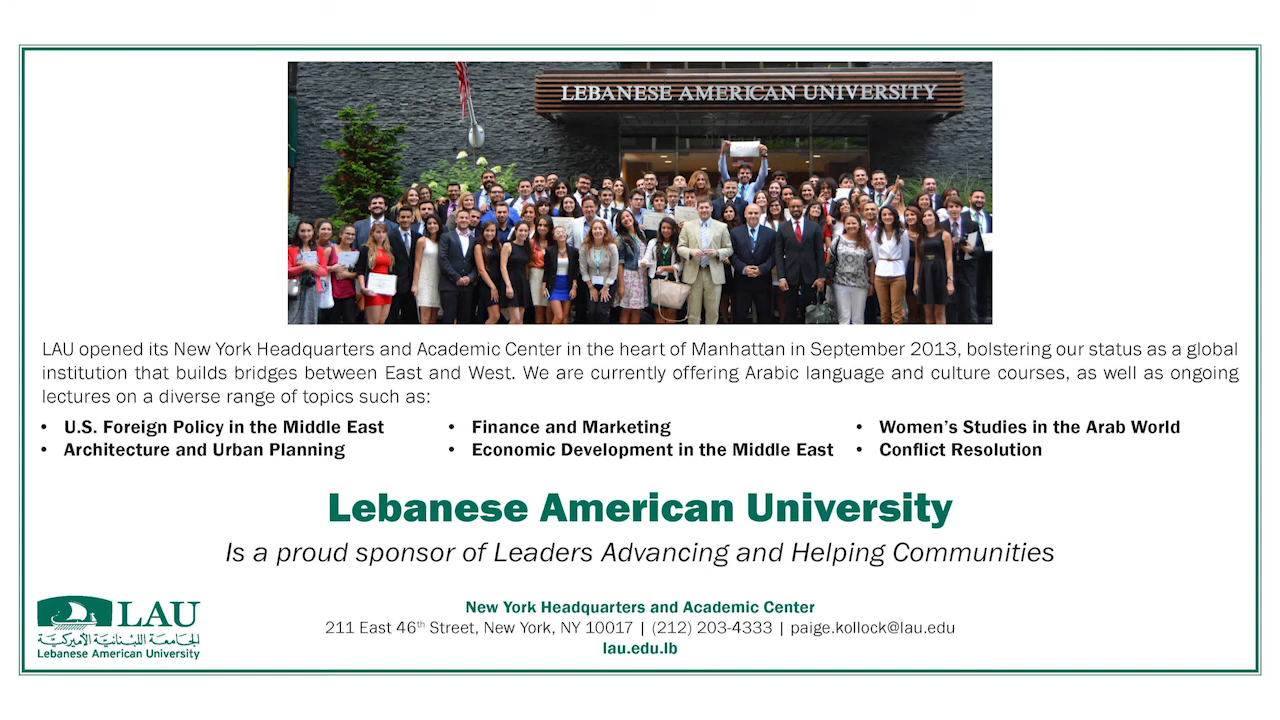 LEBANESE AMERICAN UNIVERSITY
LAU opened its New York Headquarters and Academic Center in the heart of Manhattan in September 2013, bolstering our status as a global
institution that builds bridges between East and West. We are currently offering Arabic language and culture courses, as well as ongoing
lectures on a diverse range of topics such as:
• U.S. Foreign Policy in the Middle East
• Architecture and Urban Planning
• Finance and Marketing
• Economic Development in the Middle East
• Women’s Studies in the Arab World
• Conflict Resolution
Lebanese American University
Is a proud sponsor of Leaders Advancing and Helping Communities
LAU
الجامعة اللبنانية الأميركية
Lebanese American University
New York Headquarters and Academic Center
211 East 46th Street, New York, NY 10017 | (212) 203-4333 | paige.kollock@lau.edu
lau.edu.lb